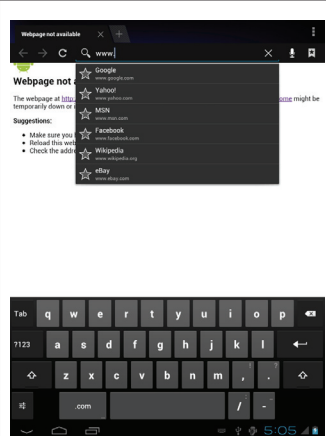 Webpage not available
www.
Google
www.google.com
Yahoo!
www.yahoo.com
MSN
www.msn.com
Facebook
www.facebook.com
Wikipedia
www.wikipedia.org
eBay
www.ebay.com
Webpage not a
The webpage at http. ome might be
temporarily down or i
Suggestions:
Make sure you
Reload this web
Check the addre
Tab q w e r t y u i o p
?123 a s d f g h j k l
z x c v b n m , ! . ?
.com / -
5:05